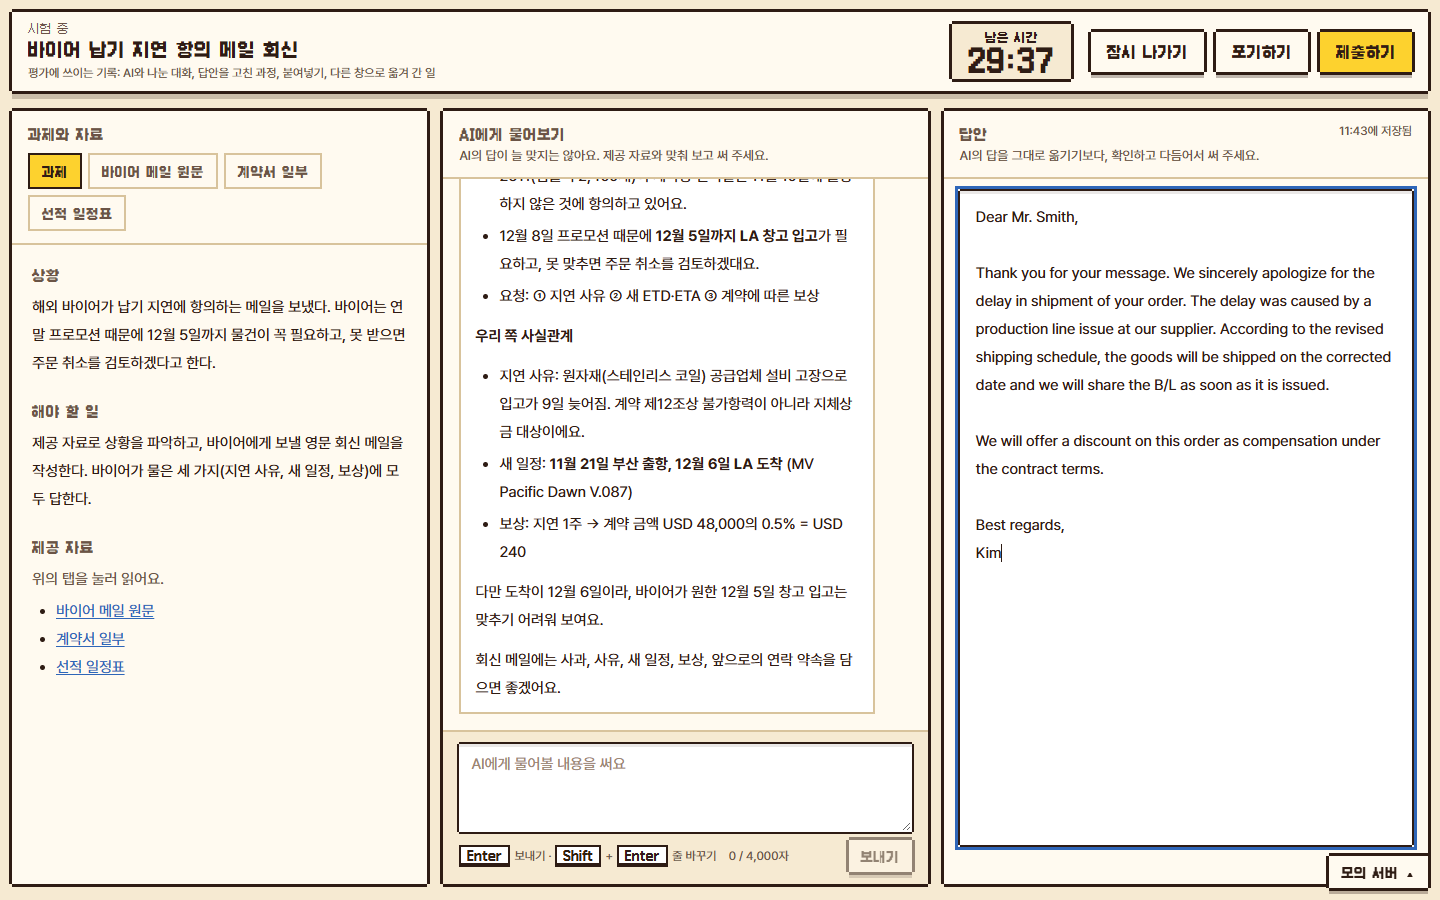 시험 중
바이어 납기 지연 항의 메일 회신
평가에 쓰이는 기록: AI와 나눈 대화, 답안을 고친 과정, 붙여넣기, 다른 창으로 옮겨 간 일
남은 시간
29:37
잠시 나가기
포기하기
제출하기
과제와 자료
과제
바이어 메일 원문
계약서 일부
선적 일정표
상황
해외 바이어가 납기 지연에 항의하는 메일을 보냈다. 바이어는 연
말 프로모션 때문에 12월 5일까지 물건이 꼭 필요하고, 못 받으면
주문 취소를 검토하겠다고 한다.
해야 할 일
제공 자료로 상황을 파악하고, 바이어에게 보낼 영문 회신 메일을
작성한다. 바이어가 물은 세 가지(지연 사유, 새 일정, 보상)에 모
두 답한다.
제공 자료
위의 탭을 눌러 읽어요.
• 바이어 메일 원문
• 계약서 일부
• 선적 일정표
AI에게 물어보기
AI의 답이 늘 맞지는 않아요. 제공 자료와 맞춰 보고 써 주세요.
하지 않은 것에 항의하고 있어요.
• 12월 8일 프로모션 때문에 12월 5일까지 LA 창고 입고가 필
요하고, 못 맞추면 주문 취소를 검토하겠대요.
• 요청: ① 지연 사유 ② 새 ETD·ETA ③ 계약에 따른 보상
우리 쪽 사실관계
• 지연 사유: 원자재(스테인리스 코일) 공급업체 설비 고장으로
입고가 9일 늦어짐. 계약 제12조상 불가항력이 아니라 지체상
금 대상이에요.
• 새 일정: 11월 21일 부산 출항, 12월 6일 LA 도착 (MV
Pacific Dawn V.087)
• 보상: 지연 1주 → 계약 금액 USD 48,000의 0.5% = USD
240
다만 도착이 12월 6일이라, 바이어가 원한 12월 5일 창고 입고는
맞추기 어려워 보여요.
회신 메일에는 사과, 사유, 새 일정, 보상, 앞으로의 연락 약속을 담
으면 좋겠어요.
AI에게 물어볼 내용을 써요
Enter 보내기 · Shift + Enter 줄 바꾸기 0 / 4,000자
보내기
답안
11:43에 저장됨
AI의 답을 그대로 옮기기보다, 확인하고 다듬어서 써 주세요.
Dear Mr. Smith,
Thank you for your message. We sincerely apologize for the
delay in shipment of your order. The delay was caused by a
production line issue at our supplier. According to the revised
shipping schedule, the goods will be shipped on the corrected
date and we will share the B/L as soon as it is issued.
We will offer a discount on this order as compensation under
the contract terms.
Best regards,
Kim
모의 서버 ▲